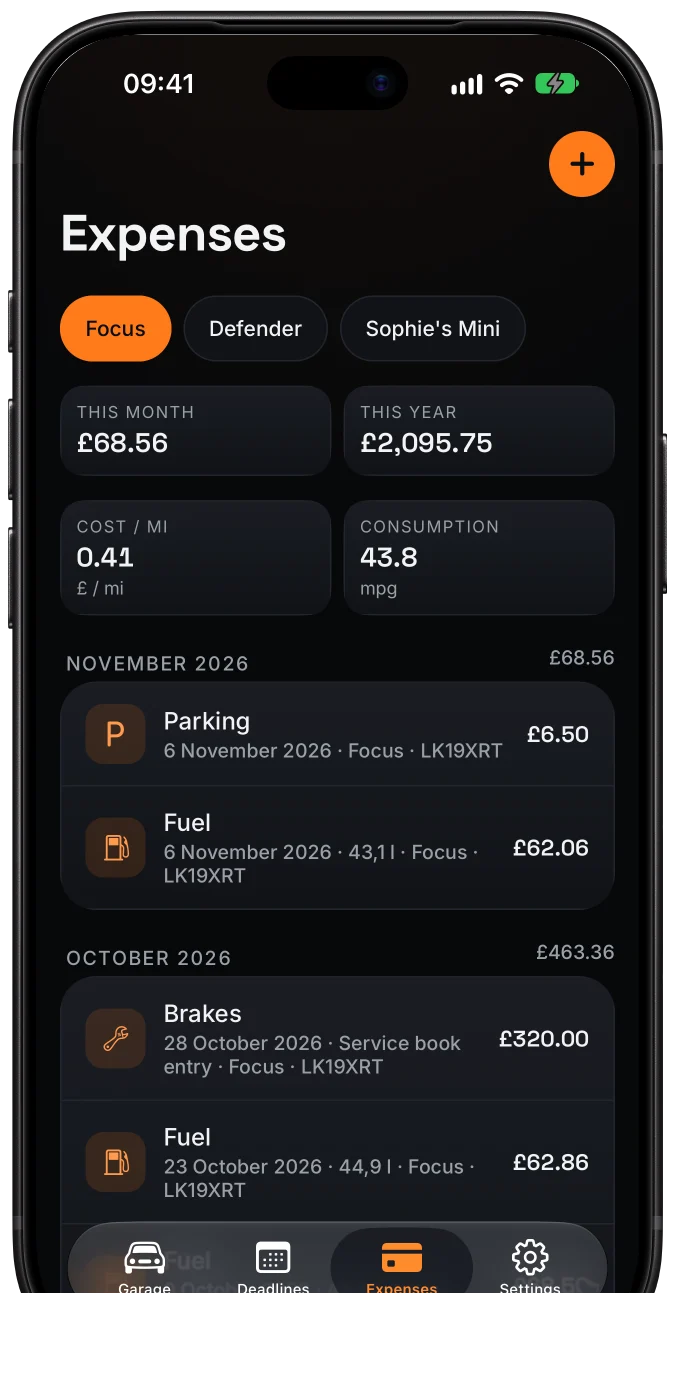 09:41
Expenses
Focus
Defender
Sophie's Mini
THIS MONTH
£68.56
THIS YEAR
£2,095.75
COST / MI
0.41
£ / mi
CONSUMPTION
43.8
mpg
NOVEMBER 2026
£68.56
P
Parking
6 November 2026 · Focus · LK19XRT
£6.50
Fuel
6 November 2026 · 43,1 l · Focus ·
LK19XRT
£62.06
OCTOBER 2026
£463.36
Brakes
28 October 2026 · Service book
entry · Focus · LK19XRT
£320.00
Fuel
23 October 2026 · 44,9 l · Focus ·
LK19XRT
£62.86
Fuel
Garage
Deadlines
Expenses
Settings